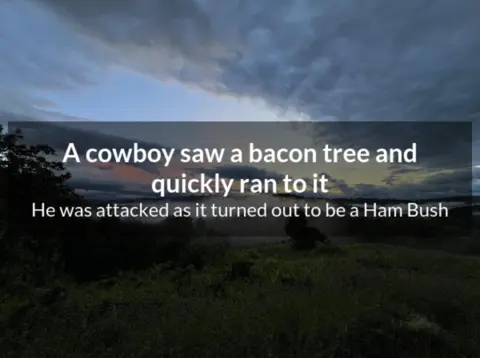 A cowboy saw a bacon tree and
quickly ran to it
He was attacked as it turned out to be a Ham Bush